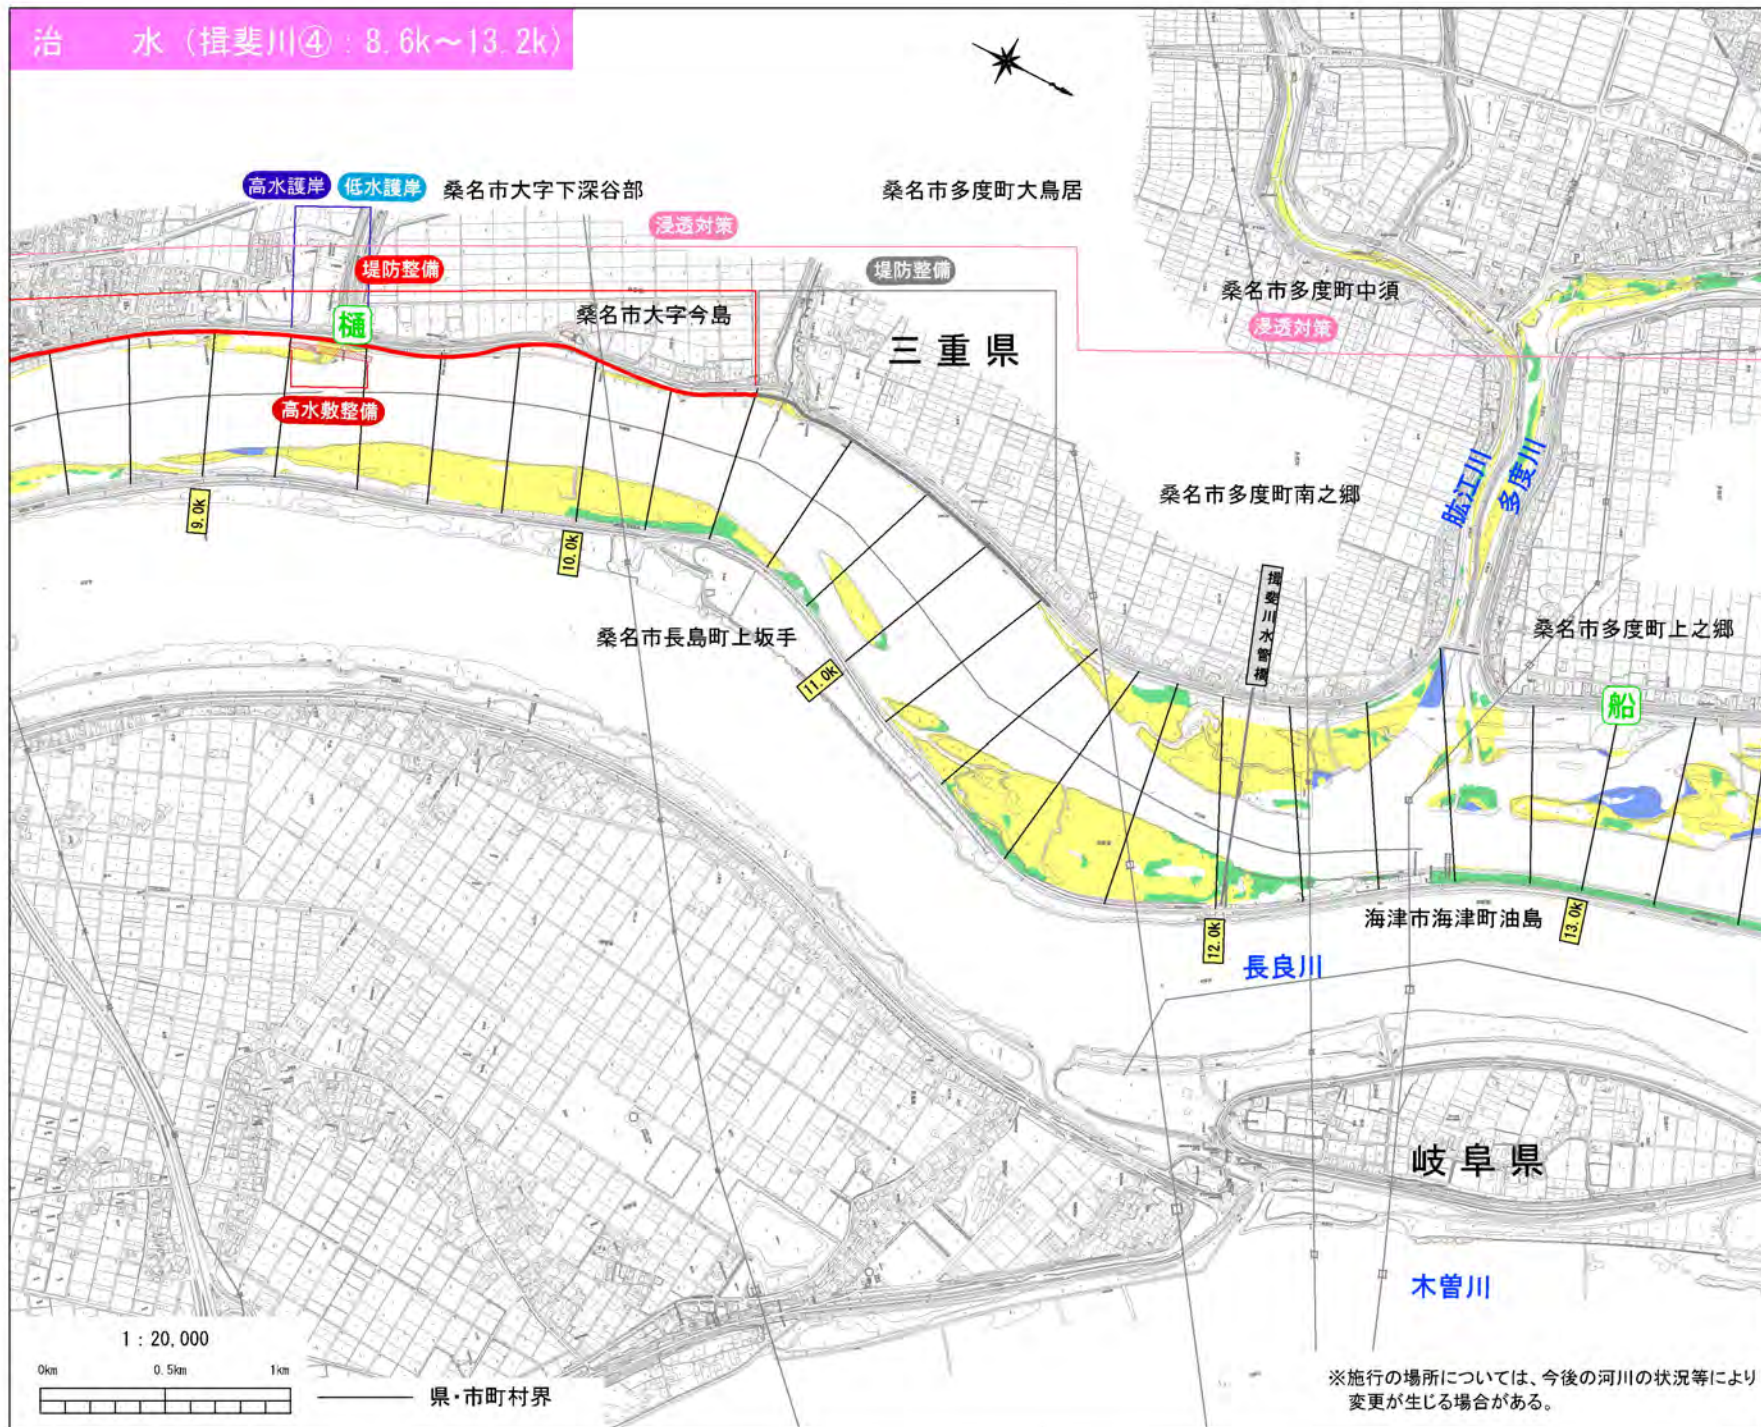 治　水（揖斐川④：8.6k～13.2k）
高水護岸
低水護岸
桑名市大字下深谷部
桑名市多度町大鳥居
浸透対策
堤防整備
堤防整備
桑名市多度町中須
樋
桑名市大字今島
浸透対策
三重県
高水敷整備
肱江川
多度川
9.0k
桑名市多度町南之郷
10.0k
揖斐川水管橋
桑名市長島町上坂手
桑名市多度町上之郷
11.0k
船
海津市海津町油島
12.0k
13.0k
長良川
岐阜県
木曽川
1：20,000
0km 0.5km 1km
県・市町村界
※施行の場所については、今後の河川の状況等により
変更が生じる場合がある。